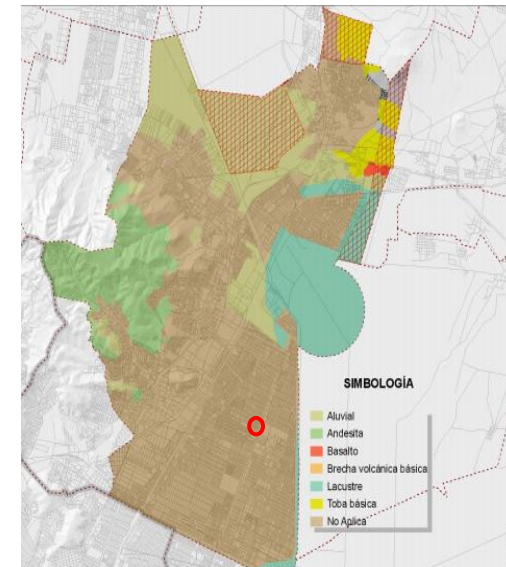 SIMBOLOGÍA
Aluvial
Andesita
Basalto
Brecha volcánica básica
Lacustre
Toba básica
No Aplica